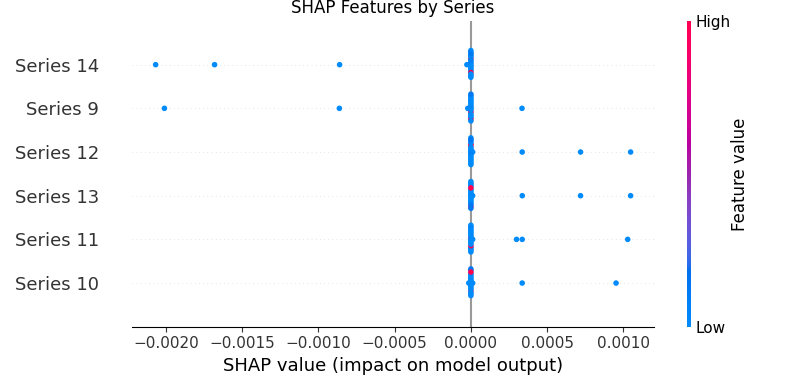 SHAP Features by Series
High
Series 14
Series 9
Series 12
Series 13
Series 11
Series 10
Feature value
Low
−0.0020 −0.0015 −0.0010 −0.0005 0.0000 0.0005 0.0010
SHAP value (impact on model output)